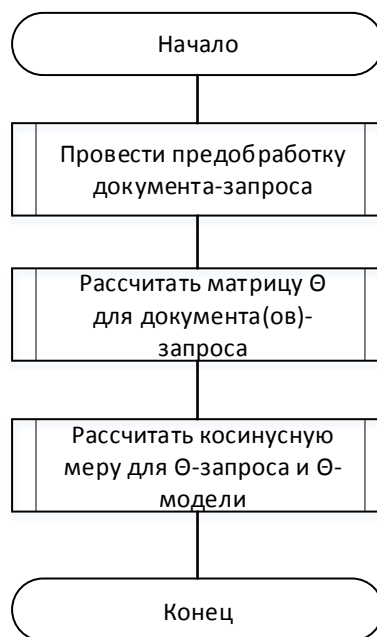 Начало
Провести предобработку
документа-запроса
Рассчитать матрицу Θ
для документа(ов)-
запроса
Рассчитать косинусную
меру для Θ-запроса и Θ-
модели
Конец